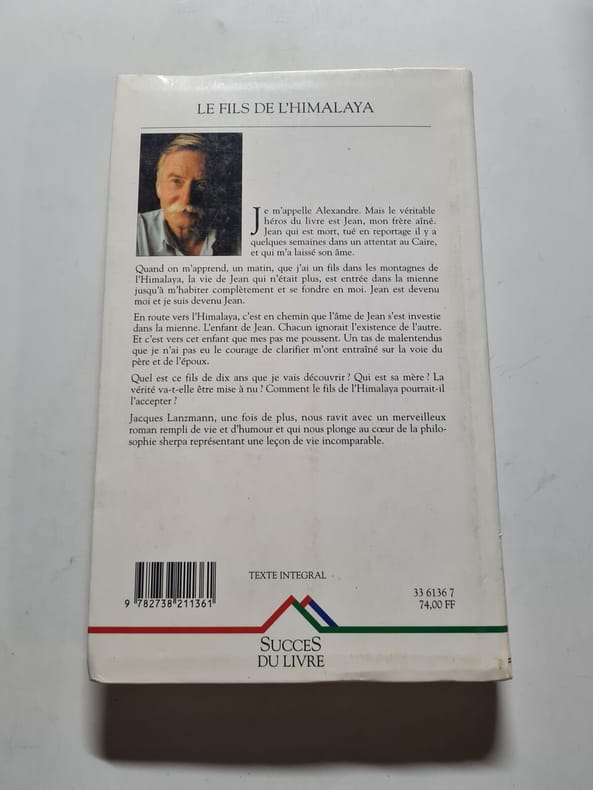 LE FILS DE L'HIMALAYA
Je m'appelle Alexandre. Mais le véritable
héros du livre est Jean, mon frère aîné.
Jean qui est mort, tué en reportage il y a
quelques semaines dans un attentat au Caire,
et qui m'a laissé son âme.
Quand on m'apprend, un matin, que j'ai un fils dans les montagnes de
l'Himalaya, la vie de Jean qui n'était plus, est entrée dans la mienne
jusqu'à m'habiter complètement et se fondre en moi. Jean est devenu
moi et je suis devenu Jean.
En route vers l'Himalaya, c'est en chemin que l'âme de Jean s'est investie
dans la mienne. L'enfant de Jean. Chacun ignorait l'existence de l'autre.
Et c'est vers cet enfant que mes pas me poussent. Un tas de malentendus
que je n'ai pas eu le courage de clarifier m'ont entraîné sur la voie du
père et de l'époux.
Quel est ce fils de dix ans que je vais découvrir ? Qui est sa mère ? La
vérité va-t-elle être mise à nu ? Comment le fils de l'Himalaya pourrait-il
l'accepter ?
Jacques Lanzmann, une fois de plus, nous ravit avec un merveilleux
roman rempli de vie et d'humour et qui nous plonge au cœur de la philo-
sophie sherpa représentant une leçon de vie incomparable.
TEXTE INTEGRAL
33 6136 7
74,00 FF
9 782738 211361
SUCCES
DU LIVRE